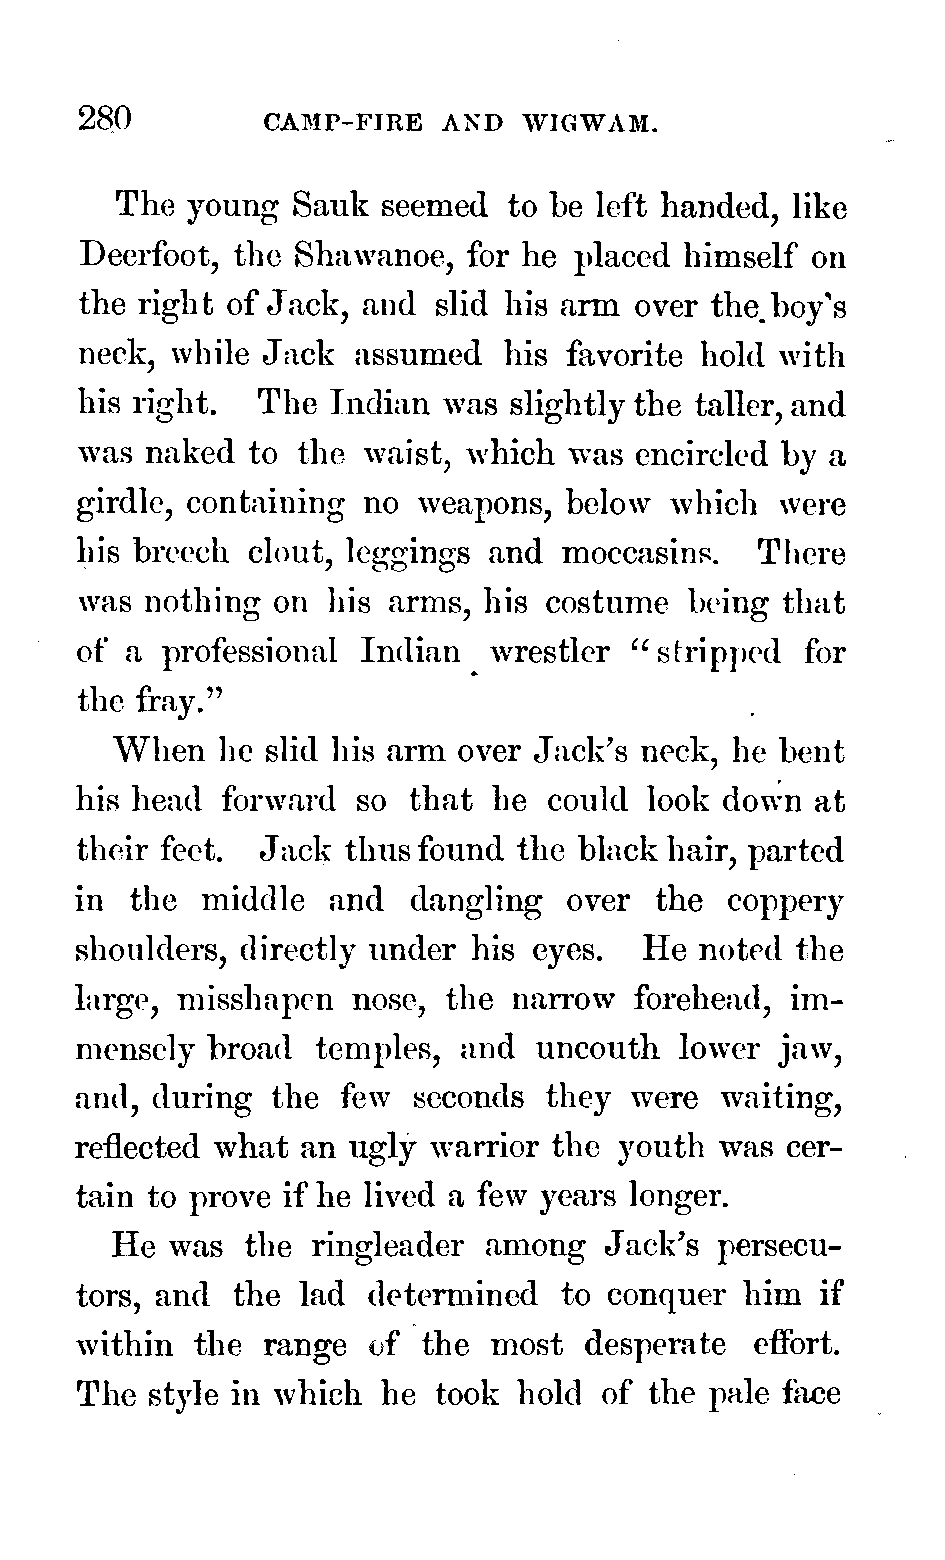 280 CAMP-FIRE AND WIGWAM.
The young Sauk seemed to be left handed, like
Deerfoot, the Shawanoe, for he placed himself on
the right of Jack, and slid his arm over the boy's
neck, while Jack assumed his favorite hold with
his right. The Indian was slightly the taller, and
was naked to the waist, which was encircled by a
girdle, containing no weapons, below which were
his breech clout, leggings and moccasins. There
was nothing on his arms, his costume being that
of a professional Indian wrestler "stripped for
the fray."
When he slid his arm over Jack's neck, he bent
his head forward so that he could look down at
their feet. Jack thus found the black hair, parted
in the middle and dangling over the coppery
shoulders, directly under his eyes. He noted the
large, misshapen nose, the narrow forehead, im-
mensely broad temples, and uncouth lower jaw,
and, during the few seconds they were waiting,
reflected what an ugly warrior the youth was cer-
tain to prove if he lived a few years longer.
He was the ringleader among Jack's persecu-
tors, and the lad determined to conquer him if
within the range of the most desperate effort.
The style in which he took hold of the pale face